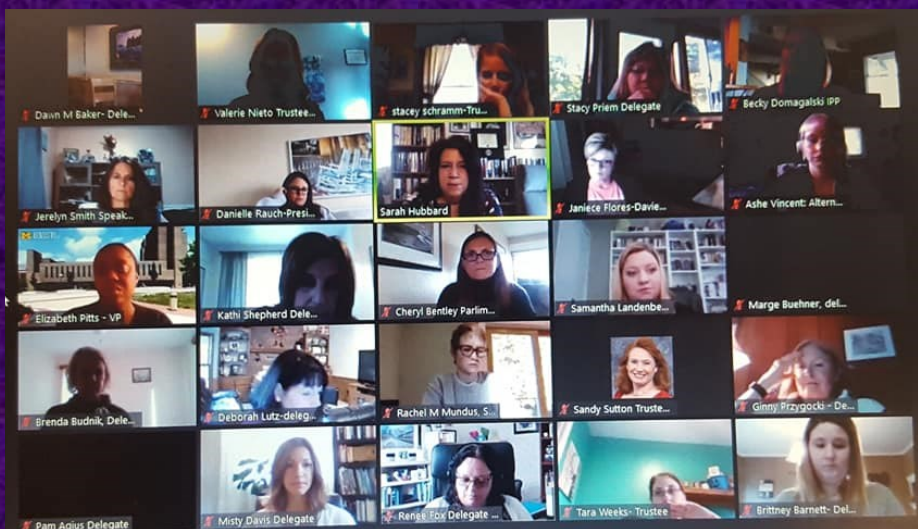 Dawn M Baker- Dele...
Valerie Nieto Trustee...
stacey schramm-Tru...
Stacy Priem Delegate
Becky Domagalski IPP
Jerelyn Smith Speak...
Danielle Rauch-Presi...
Sarah Hubbard
Janiece Flores-Davie...
Ashe Vincent: Altern...
Elizabeth Pitts - VP
Kathi Shepherd Dele...
Cheryl Bentley Parlim...
Samantha Landenbe...
Marge Buehner, del...
Brenda Budnik, Dele...
Deborah Lutz-deleg...
Rachel M Mundus, S...
Sandy Sutton Truste...
Ginny Przygocki - De...
Pam Agius Delegate
Misty Davis Delegate
Renee Fox Delegate ...
Tara Weeks- Trustee
Brittney Barnett- Del...